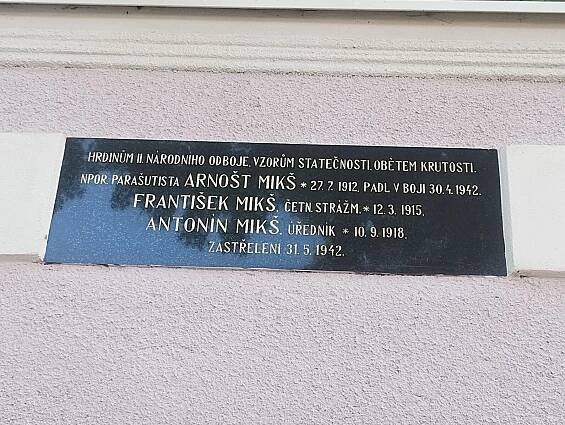 HRDINŮM II. NÁRODNÍHO ODBOJE, VZORŮM STATEČNOSTI, OBĚTEM KRUTOSTI.
NPOR. PARAŠUTISTA ARNOŠT MIKŠ * 27. 7. 1912, PADL V BOJI 30. 4. 1942.
FRANTIŠEK MIKŠ, ČETN. STRÁŽM. * 12. 3. 1915,
ANTONÍN MIKŠ, ÚŘEDNÍK * 10. 9. 1918,
ZASTŘELENI 31. 5. 1942.